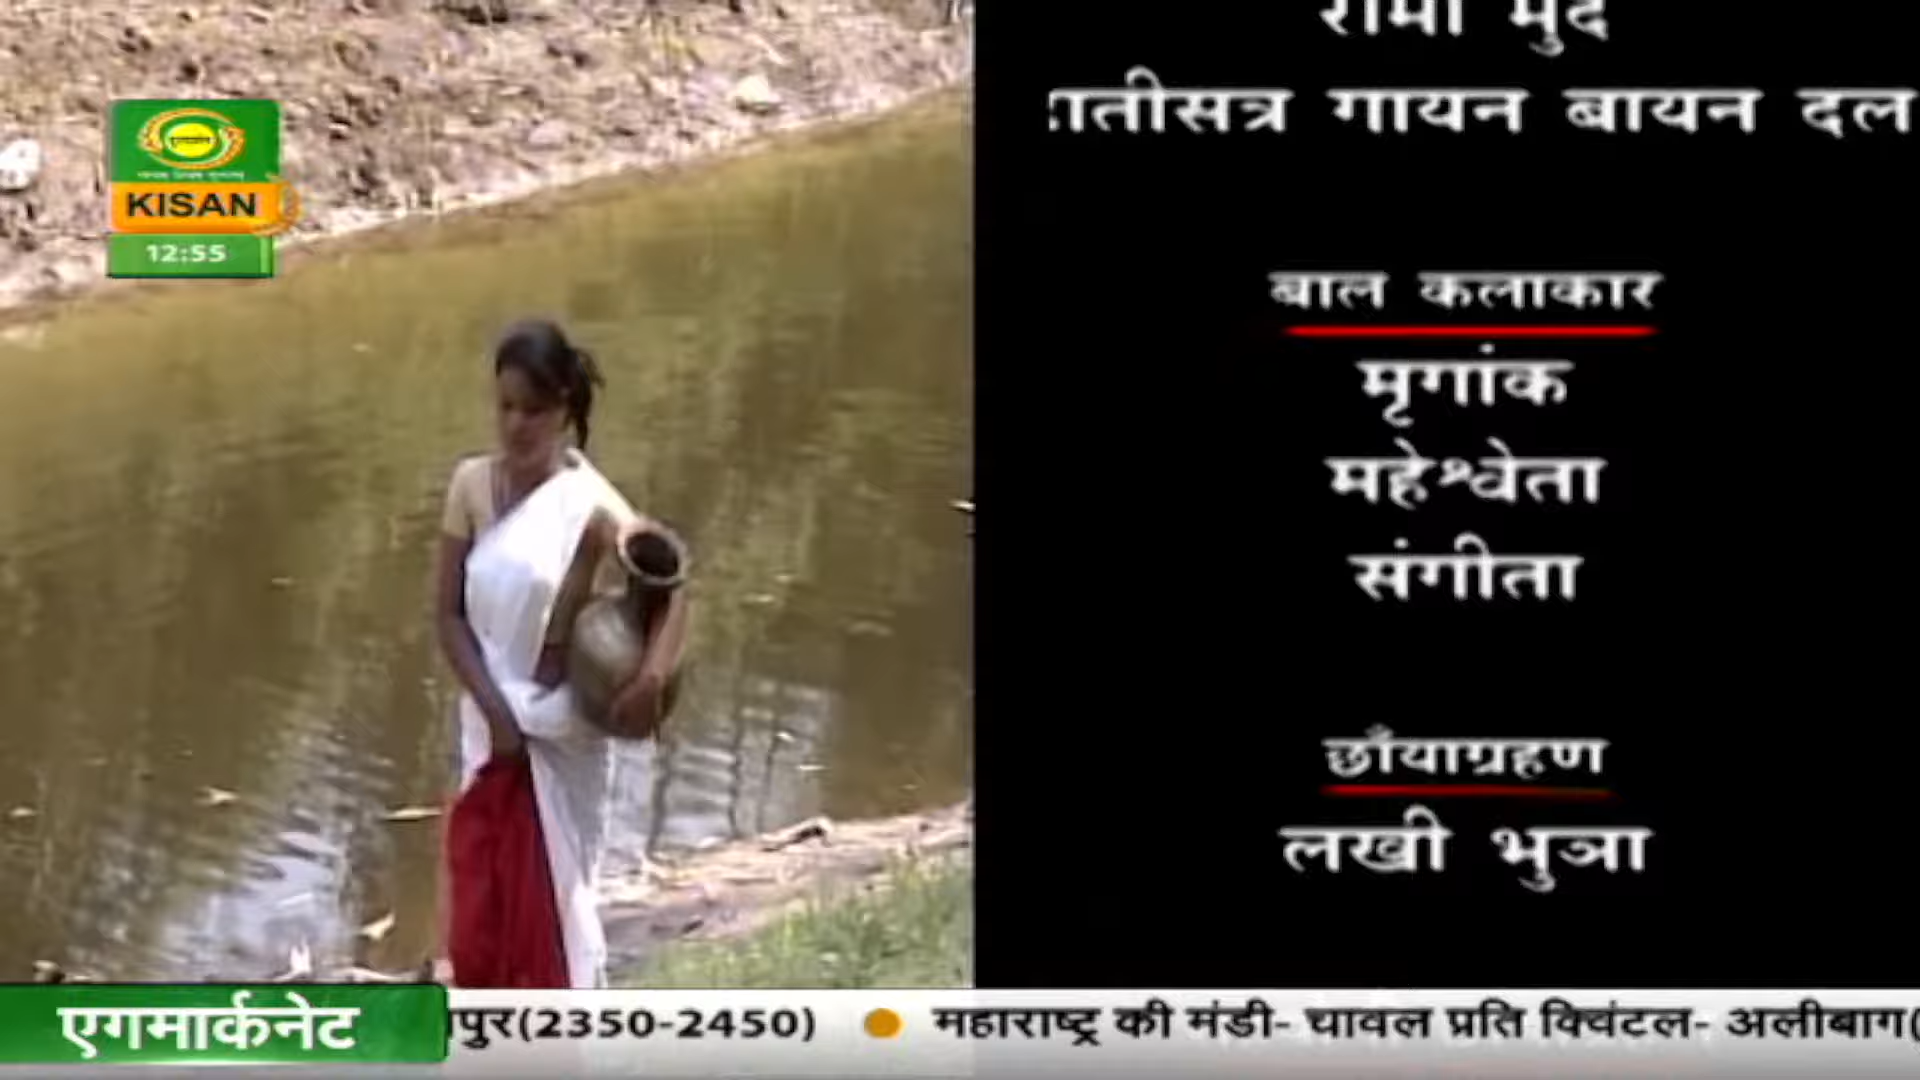 KISAN
12:55
गायन बायन दल
बाल कलाकार
मृगांक
महेश्वेता
संगीता
छाँयाग्रहण
लखी भुञा
एगमार्कनेट
पुर(2350-2450) ● महाराष्ट्र की मंडी- चावल प्रति क्विंटल- अलीबाग(